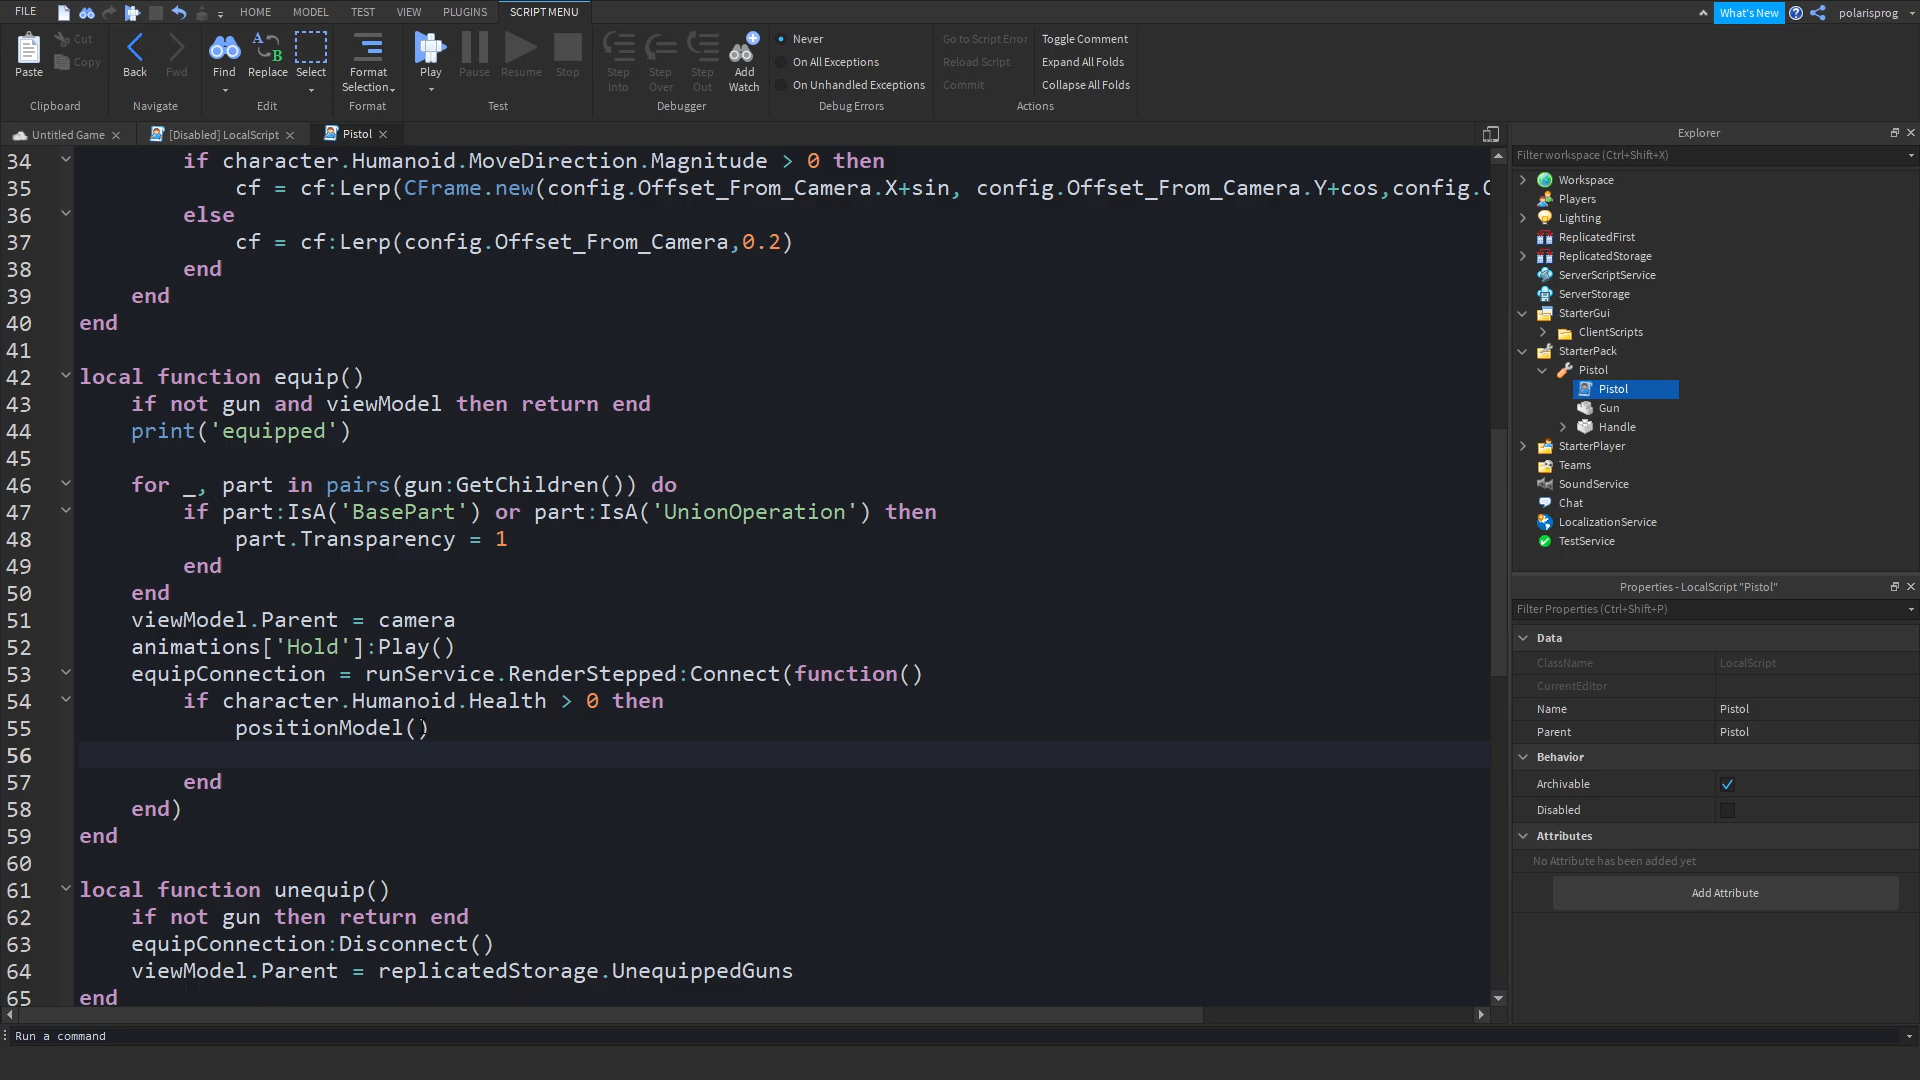 FILE
HOME
MODEL
TEST
VIEW
PLUGINS
SCRIPT MENU
What's New
polarisprog
Paste
Cut
Copy
Clipboard
Back
Fwd
Navigate
Find
Replace
Select
Edit
Format
Selection
Format
Play
Pause
Resume
Stop
Test
Step
Into
Step
Over
Step
Out
Add
Watch
Debugger
Never
On All Exceptions
On Unhandled Exceptions
Debug Errors
Go to Script Error
Reload Script
Commit
Toggle Comment
Expand All Folds
Collapse All Folds
Actions
Untitled Game
[Disabled] LocalScript
Pistol
34 if character.Humanoid.MoveDirection.Magnitude > 0 then
35 cf = cf:Lerp(CFrame.new(config.Offset_From_Camera.X+sin, config.Offset_From_Camera.Y+cos,config.
36 else
37 cf = cf:Lerp(config.Offset_From_Camera,0.2)
38 end
39 end
40 end
41
42 local function equip()
43 if not gun and viewModel then return end
44 print('equipped')
45
46 for _, part in pairs(gun:GetChildren()) do
47 if part:IsA('BasePart') or part:IsA('UnionOperation') then
48 part.Transparency = 1
49 end
50 end
51 viewModel.Parent = camera
52 animations['Hold']:Play()
53 equipConnection = runService.RenderStepped:Connect(function()
54 if character.Humanoid.Health > 0 then
55 positionModel()
56
57 end
58 end)
59 end
60
61 local function unequip()
62 if not gun then return end
63 equipConnection:Disconnect()
64 viewModel.Parent = replicatedStorage.UnequippedGuns
65 end
Run a command
Explorer
Filter workspace (Ctrl+Shift+X)
Workspace
Players
Lighting
ReplicatedFirst
ReplicatedStorage
ServerScriptService
ServerStorage
StarterGui
ClientScripts
StarterPack
Pistol
Pistol
Gun
Handle
StarterPlayer
Teams
SoundService
Chat
LocalizationService
TestService
Properties - LocalScript "Pistol"
Filter Properties (Ctrl+Shift+P)
Data
ClassName LocalScript
CurrentEditor
Name Pistol
Parent Pistol
Behavior
Archivable
Disabled
Attributes
No Attribute has been added yet
Add Attribute